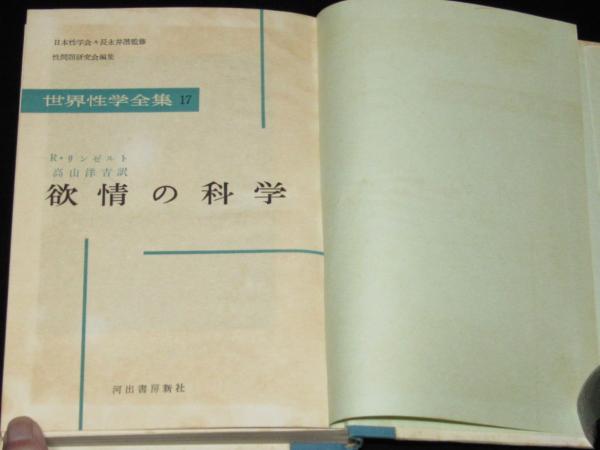 日本性学会々長永井潜監修
性問題研究会編集
世界性学全集 17
R・リンゼルト
高山洋吉訳
欲情の科学
河出書房新社